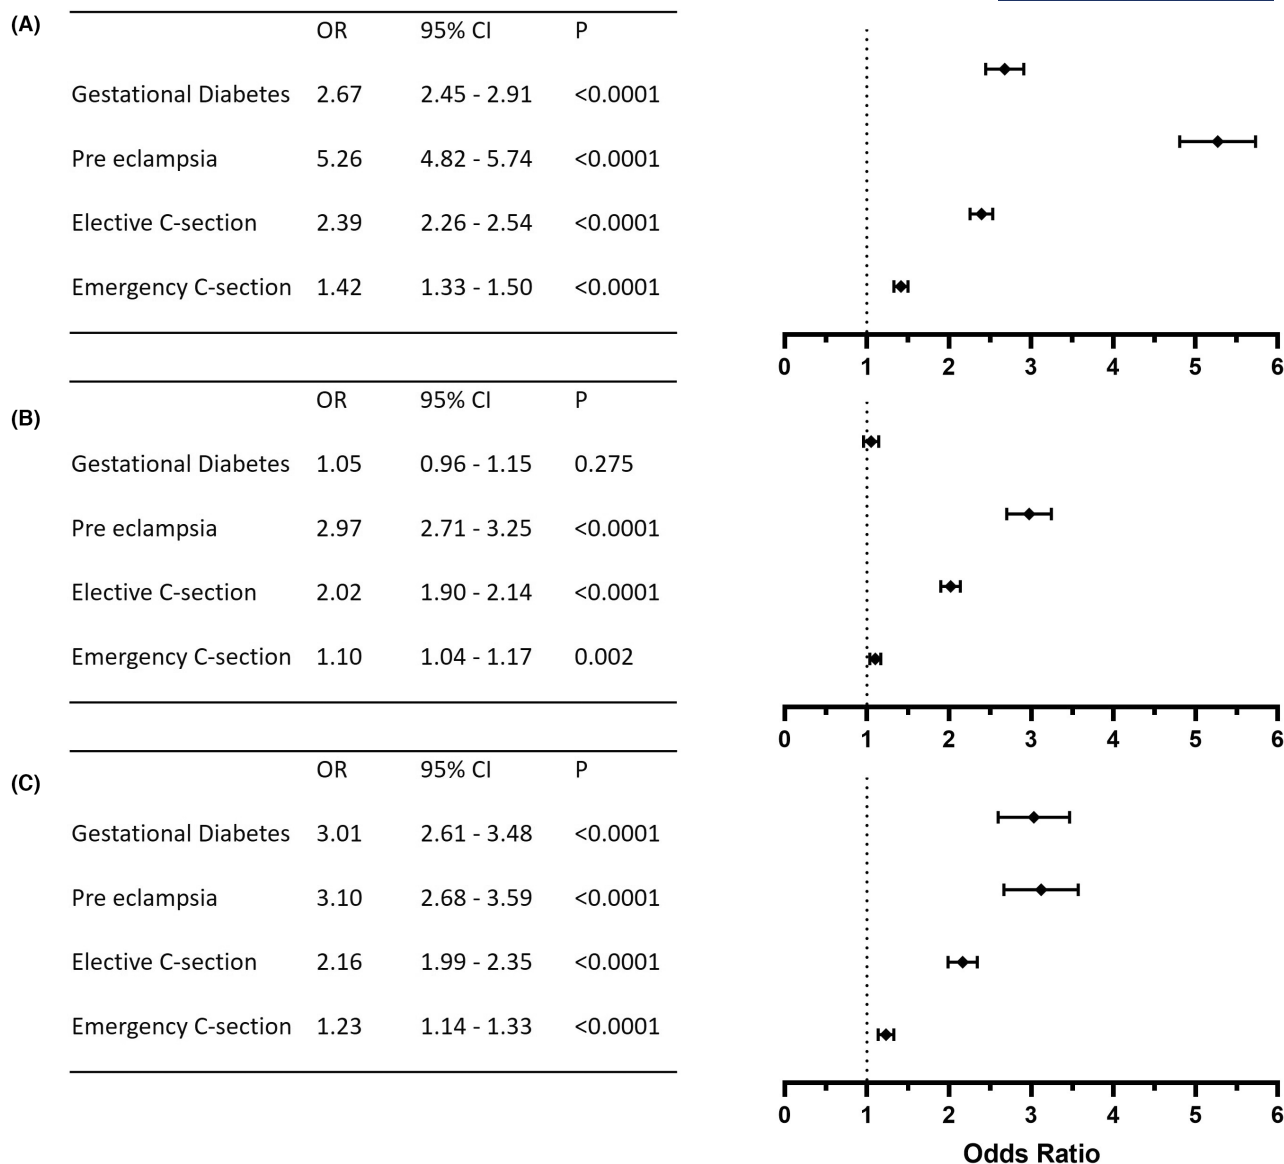 (A)
OR 95% CI P
Gestational Diabetes 2.67 2.45 - 2.91 <0.0001
Pre eclampsia 5.26 4.82 - 5.74 <0.0001
Elective C-section 2.39 2.26 - 2.54 <0.0001
Emergency C-section 1.42 1.33 - 1.50 <0.0001
0 1 2 3 4 5 6
(B)
OR 95% CI P
Gestational Diabetes 1.05 0.96 - 1.15 0.275
Pre eclampsia 2.97 2.71 - 3.25 <0.0001
Elective C-section 2.02 1.90 - 2.14 <0.0001
Emergency C-section 1.10 1.04 - 1.17 0.002
0 1 2 3 4 5 6
(C)
OR 95% CI P
Gestational Diabetes 3.01 2.61 - 3.48 <0.0001
Pre eclampsia 3.10 2.68 - 3.59 <0.0001
Elective C-section 2.16 1.99 - 2.35 <0.0001
Emergency C-section 1.23 1.14 - 1.33 <0.0001
0 1 2 3 4 5 6
Odds Ratio